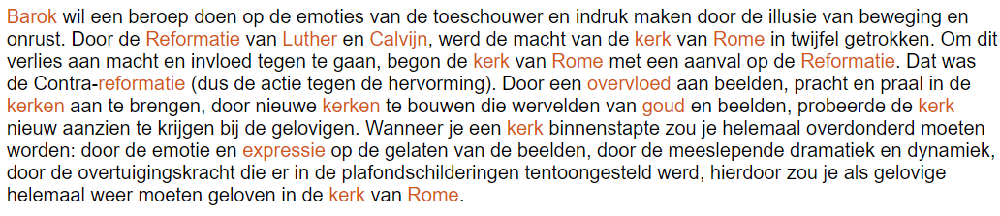 Barok wil een beroep doen op de emoties van de toeschouwer en indruk maken door de illusie van beweging en
onrust. Door de Reformatie van Luther en Calvijn, werd de macht van de kerk van Rome in twijfel getrokken. Om dit
verlies aan macht en invloed tegen te gaan, begon de kerk van Rome met een aanval op de Reformatie. Dat was
de Contra-reformatie (dus de actie tegen de hervorming). Door een overvloed aan beelden, pracht en praal in de
kerken aan te brengen, door nieuwe kerken te bouwen die wervelden van goud en beelden, probeerde de kerk
nieuw aanzien te krijgen bij de gelovigen. Wanneer je een kerk binnenstapte zou je helemaal overdonderd moeten
worden: door de emotie en expressie op de gelaten van de beelden, door de meeslepende dramatiek en dynamiek,
door de overtuigingskracht die er in de plafondschilderingen tentoongesteld werd, hierdoor zou je als gelovige
helemaal weer moeten geloven in de kerk van Rome.